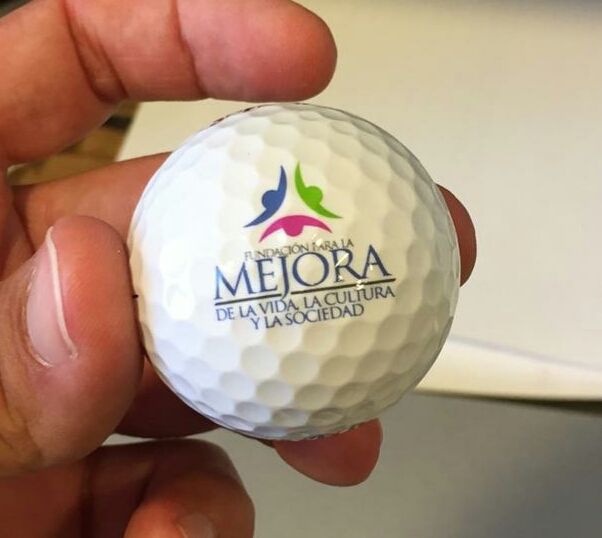 FUNDACIÓN PARA LA
MEJORA
DE LA VIDA, LA CULTURA
Y LA SOCIEDAD